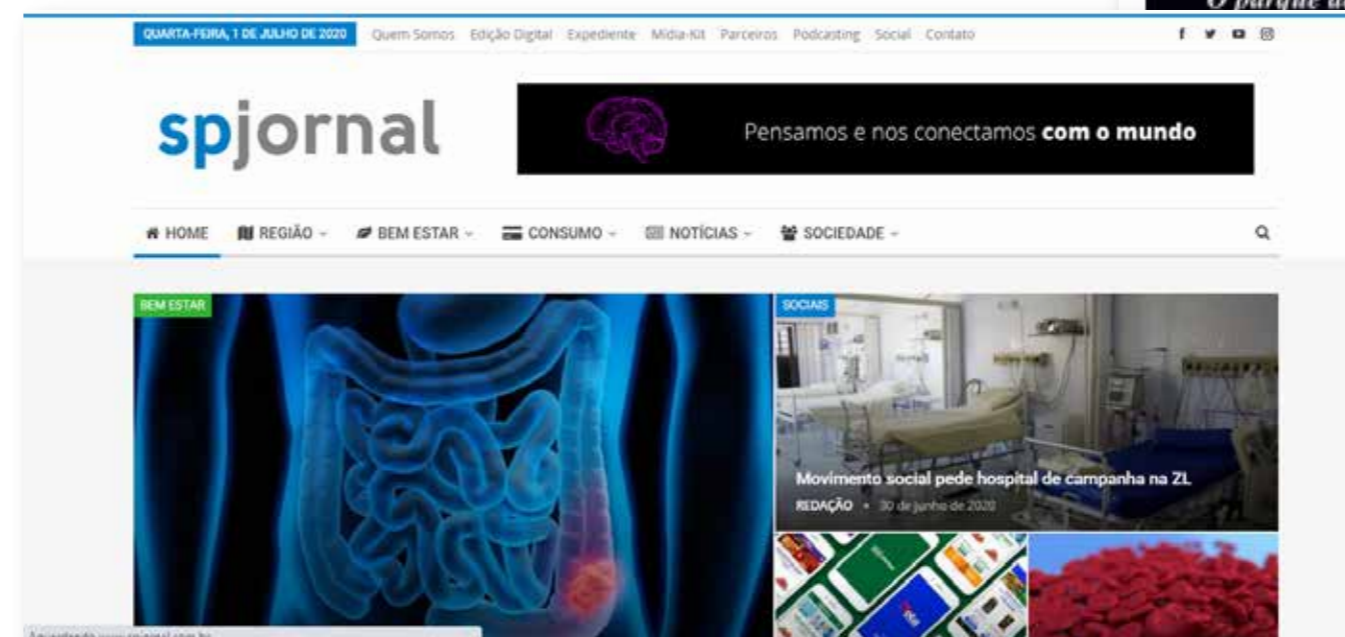 O parque
QUARTA-FEIRA, 1 DE JULHO DE 2020 Quem Somos Edição Digital Expediente Mídia-Kit Parceiros Podcasting Social Contato
spjornal
Pensamos e nos conectamos com o mundo
HOME REGIÃO BEM ESTAR CONSUMO NOTÍCIAS SOCIEDADE
BEM ESTAR
SOCIAIS
Movimento social pede hospital de campanha na ZL
REDAÇÃO • 30 de junho de 2020